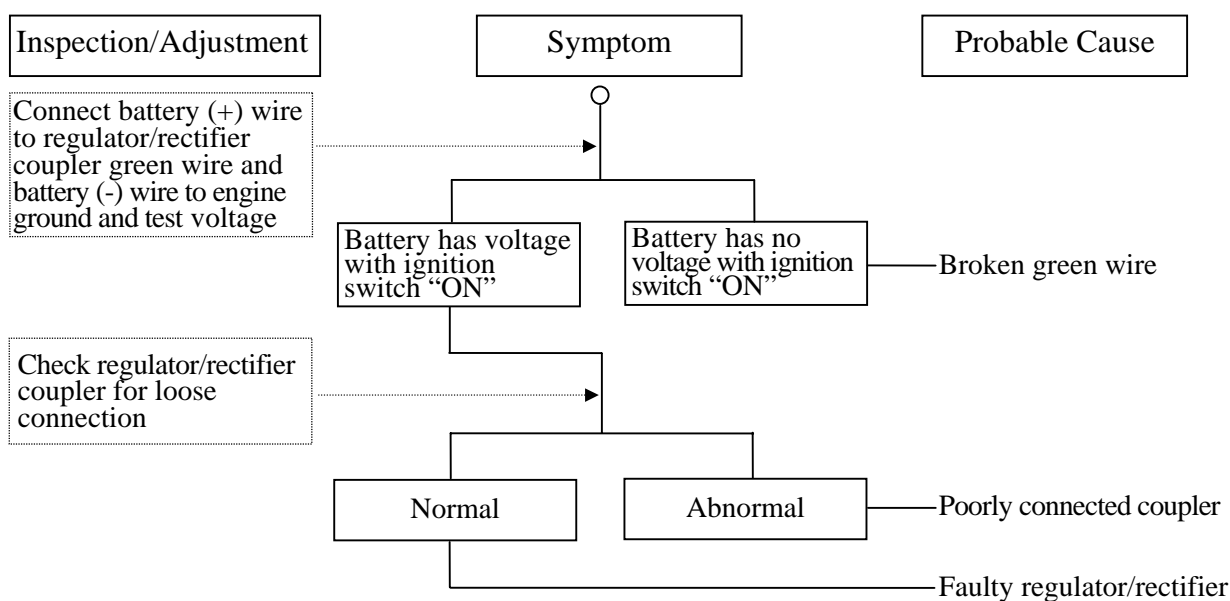 Inspection/Adjustment
Symptom
Probable Cause
Connect battery (+) wire
to regulator/rectifier
coupler green wire and
battery (-) wire to engine
ground and test voltage
Battery has voltage
with ignition
switch “ON”
Battery has no
voltage with ignition
switch “ON”
Broken green wire
Check regulator/rectifier
coupler for loose
connection
Normal
Abnormal
Poorly connected coupler
Faulty regulator/rectifier